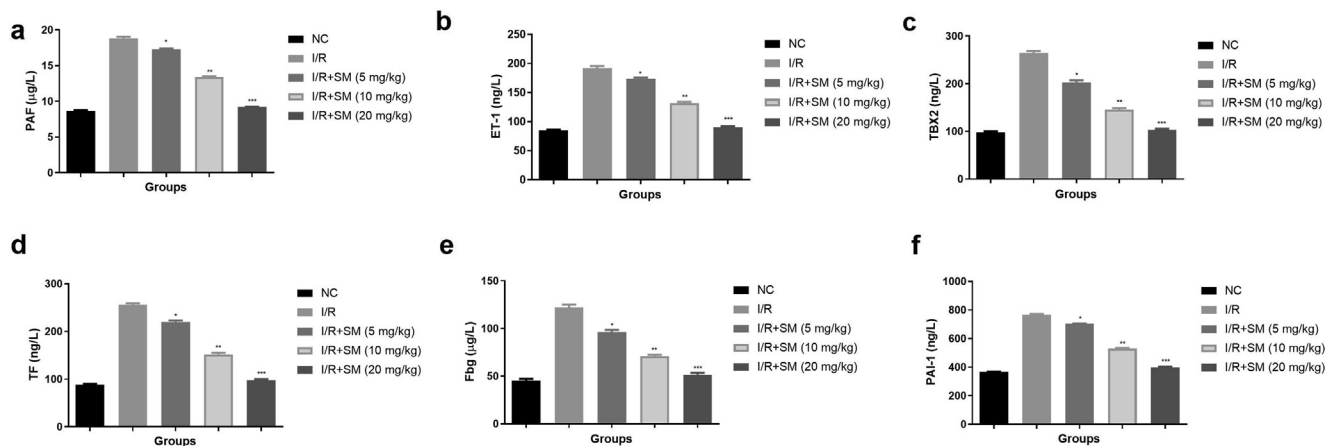 a
PAF (µg/L)
20
15
10
5
0
*
**
***
Groups
NC
I/R
I/R+SM (5 mg/kg)
I/R+SM (10 mg/kg)
I/R+SM (20 mg/kg)
b
ET-1 (ng/L)
250
200
150
100
50
0
*
**
***
Groups
NC
I/R
I/R+SM (5 mg/kg)
I/R+SM (10 mg/kg)
I/R+SM (20 mg/kg)
c
TBX2 (ng/L)
300
200
100
0
*
**
***
Groups
NC
I/R
I/R+SM (5 mg/kg)
I/R+SM (10 mg/kg)
I/R+SM (20 mg/kg)
d
TF (ng/L)
300
200
100
0
*
**
***
Groups
NC
I/R
I/R+SM (5 mg/kg)
I/R+SM (10 mg/kg)
I/R+SM (20 mg/kg)
e
Fbg (µg/L)
150
100
50
0
*
**
***
Groups
NC
I/R
I/R+SM (5 mg/kg)
I/R+SM (10 mg/kg)
I/R+SM (20 mg/kg)
f
PAI-1 (ng/L)
1000
800
600
400
200
0
*
**
***
Groups
NC
I/R
I/R+SM (5 mg/kg)
I/R+SM (10 mg/kg)
I/R+SM (20 mg/kg)